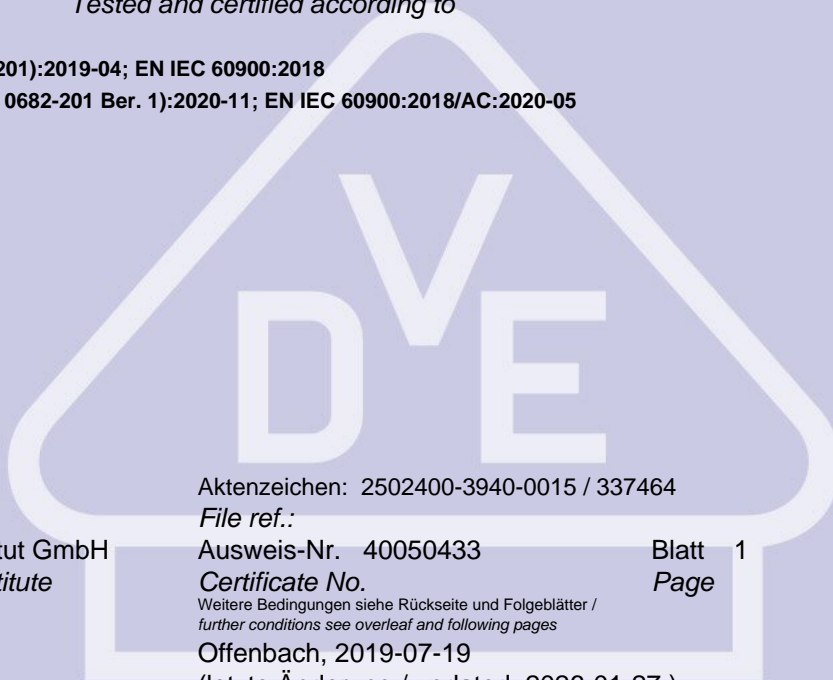 Tested and certified according to
201):2019-04; EN IEC 60900:2018
0682-201 Ber. 1):2020-11; EN IEC 60900:2018/AC:2020-05
VDE
Aktenzeichen: 2502400-3940-0015 / 337464
File ref.:
tut GmbH Ausweis-Nr. 40050433 Blatt 1
titute Certificate No. Page
Weitere Bedingungen siehe Rückseite und Folgeblätter /
further conditions see overleaf and following pages
Offenbach, 2019-07-19